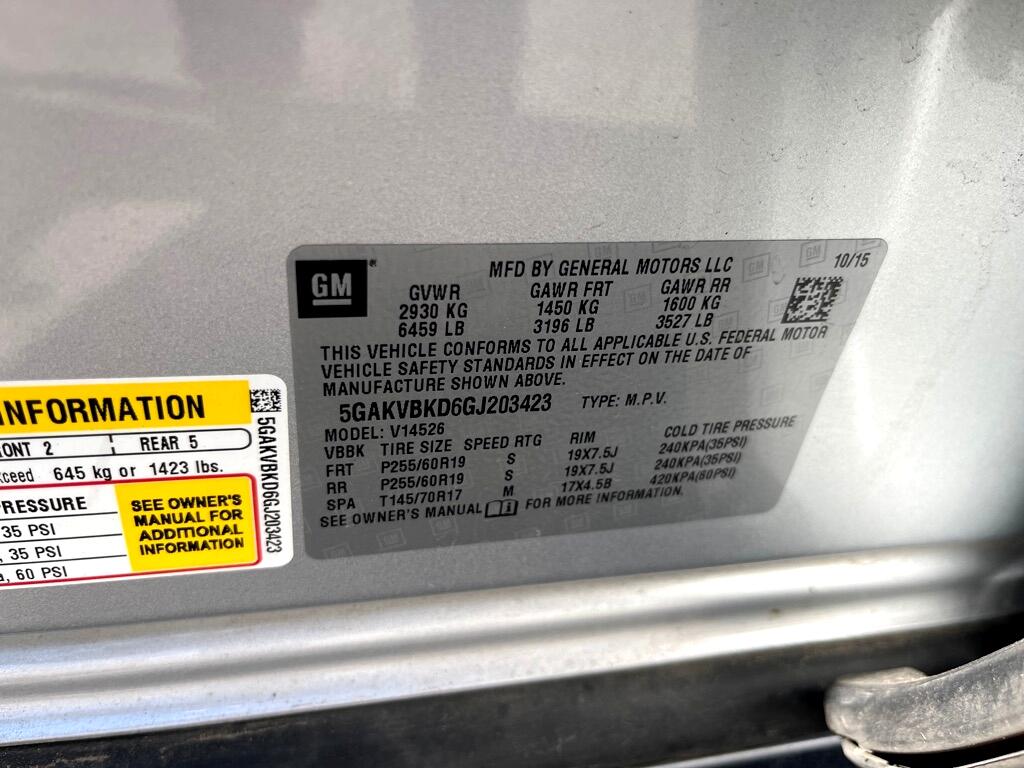 GM
MFD BY GENERAL MOTORS LLC 10/15
GVWR GAWR FRT GAWR RR
2930 KG 1450 KG 1600 KG
6459 LB 3196 LB 3527 LB
THIS VEHICLE CONFORMS TO ALL APPLICABLE U.S. FEDERAL MOTOR
VEHICLE SAFETY STANDARDS IN EFFECT ON THE DATE OF
MANUFACTURE SHOWN ABOVE.
5GAKVBKD6GJ203423 TYPE: M.P.V.
MODEL: V14526
VBBK TIRE SIZE SPEED RTG RIM COLD TIRE PRESSURE
FRT P255/60R19 S 19X7.5J 240KPA(35PSI)
RR P255/60R19 S 19X7.5J 240KPA(35PSI)
SPA T145/70R17 M 17X4.5B 420KPA(60PSI)
SEE OWNER'S MANUAL FOR MORE INFORMATION.
INFORMATION
ONT 2 REAR 5
ceed 645 kg or 1423 lbs.
RESSURE
35 PSI
, 35 PSI
a, 60 PSI
SEE OWNER'S
MANUAL FOR
ADDITIONAL
INFORMATION
5GAKVBKD6GJ203423